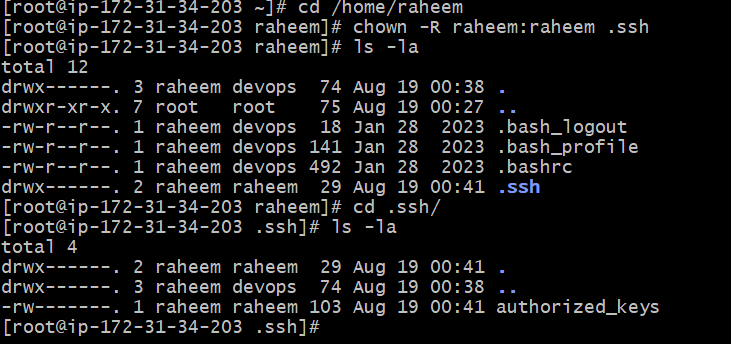 [root@ip-172-31-34-203 ~]# cd /home/raheem
[root@ip-172-31-34-203 raheem]# chown -R raheem:raheem .ssh
[root@ip-172-31-34-203 raheem]# ls -la
total 12
drwx------. 3 raheem devops  74 Aug 19 00:38 .
drwxr-xr-x. 7 root   root    75 Aug 19 00:27 ..
-rw-r--r--. 1 raheem devops  18 Jan 28  2023 .bash_logout
-rw-r--r--. 1 raheem devops 141 Jan 28  2023 .bash_profile
-rw-r--r--. 1 raheem devops 492 Jan 28  2023 .bashrc
drwx------. 2 raheem raheem  29 Aug 19 00:41 .ssh
[root@ip-172-31-34-203 raheem]# cd .ssh/
[root@ip-172-31-34-203 .ssh]# ls -la
total 4
drwx------. 2 raheem raheem  29 Aug 19 00:41 .
drwx------. 3 raheem devops  74 Aug 19 00:38 ..
-rw-------. 1 raheem raheem 103 Aug 19 00:41 authorized_keys
[root@ip-172-31-34-203 .ssh]#